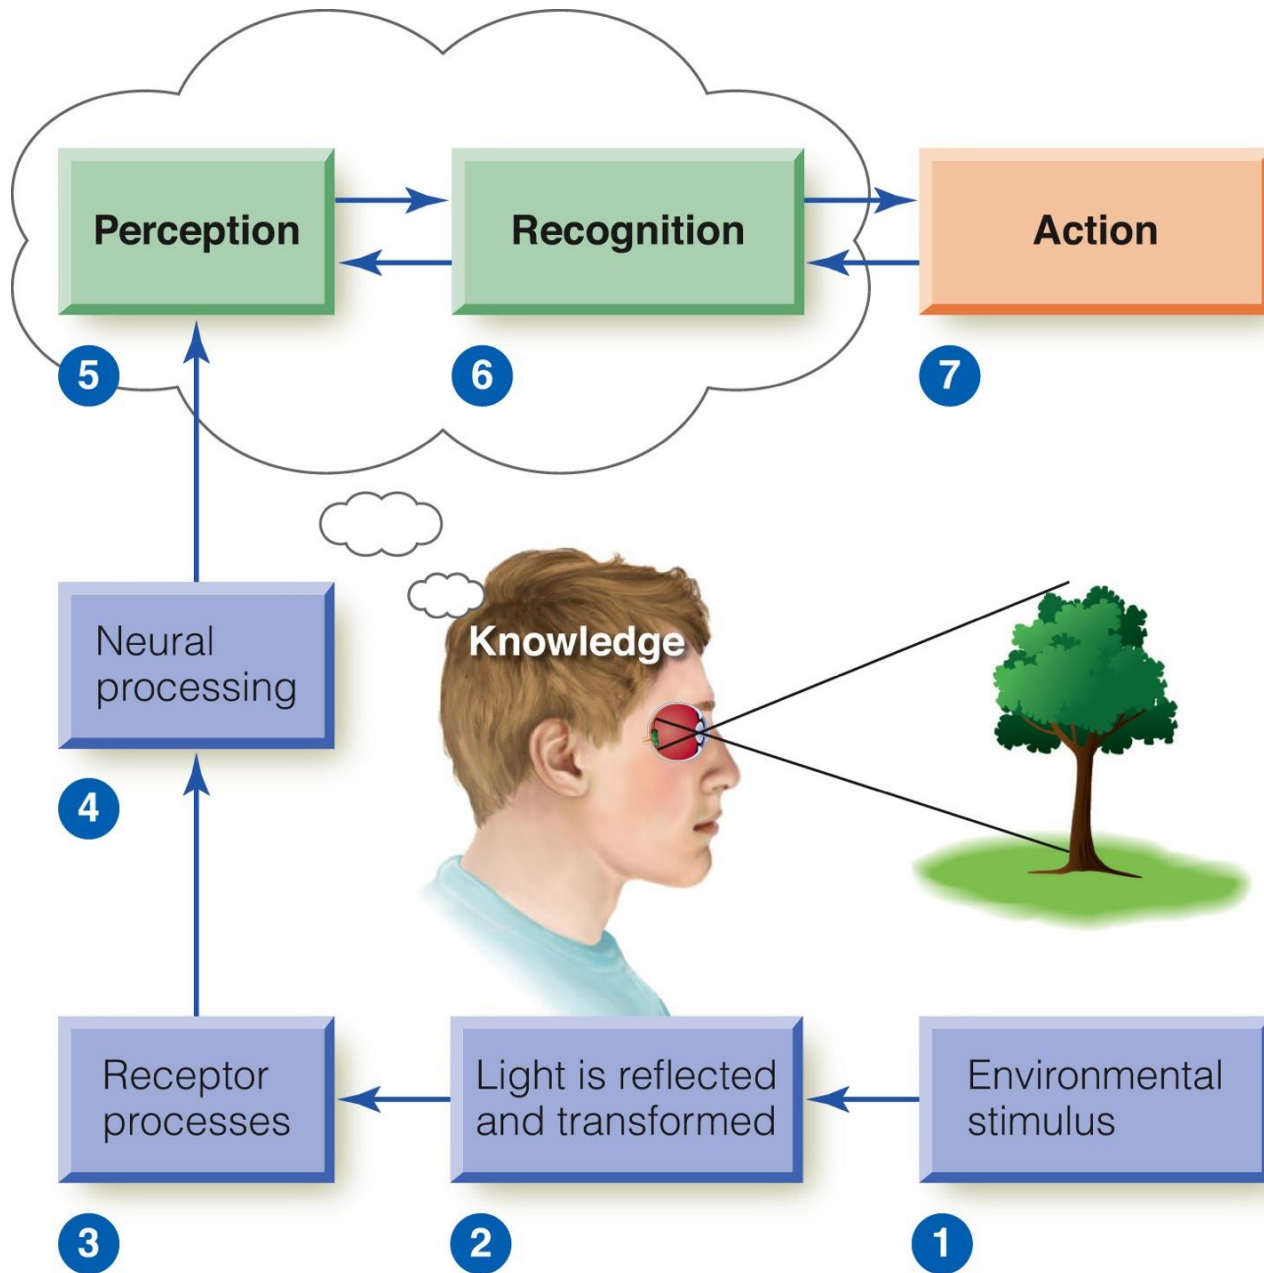 Perception
Recognition
Action
5
6
7
Neural
processing
Knowledge
4
Receptor
processes
Light is reflected
and transformed
Environmental
stimulus
3
2
1